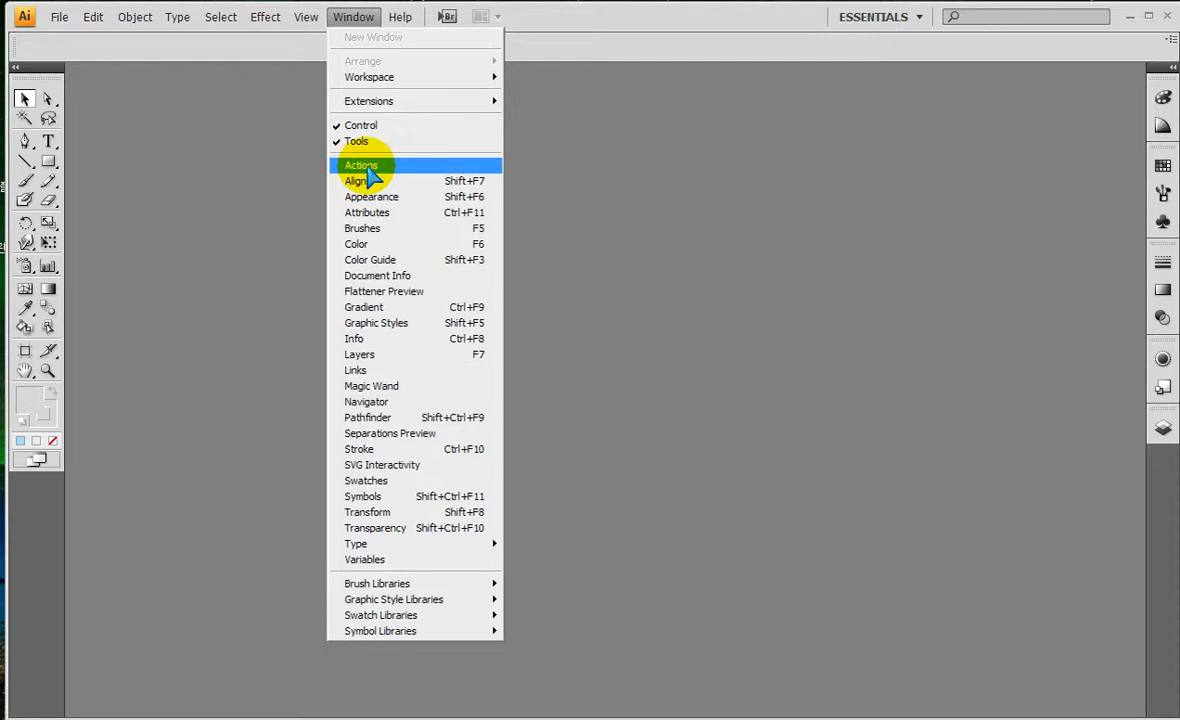 Ai File Edit Object Type Select Effect View Window Help Br ESSENTIALS
New Window
Arrange
Workspace
Extensions
Control
Tools
Actions
Align Shift+F7
Appearance Shift+F6
Attributes Ctrl+F11
Brushes F5
Color F6
Color Guide Shift+F3
Document Info
Flattener Preview
Gradient Ctrl+F9
Graphic Styles Shift+F5
Info Ctrl+F8
Layers F7
Links
Magic Wand
Navigator
Pathfinder Shift+Ctrl+F9
Separations Preview
Stroke Ctrl+F10
SVG Interactivity
Swatches
Symbols Shift+Ctrl+F11
Transform Shift+F8
Transparency Shift+Ctrl+F10
Type
Variables
Brush Libraries
Graphic Style Libraries
Swatch Libraries
Symbol Libraries